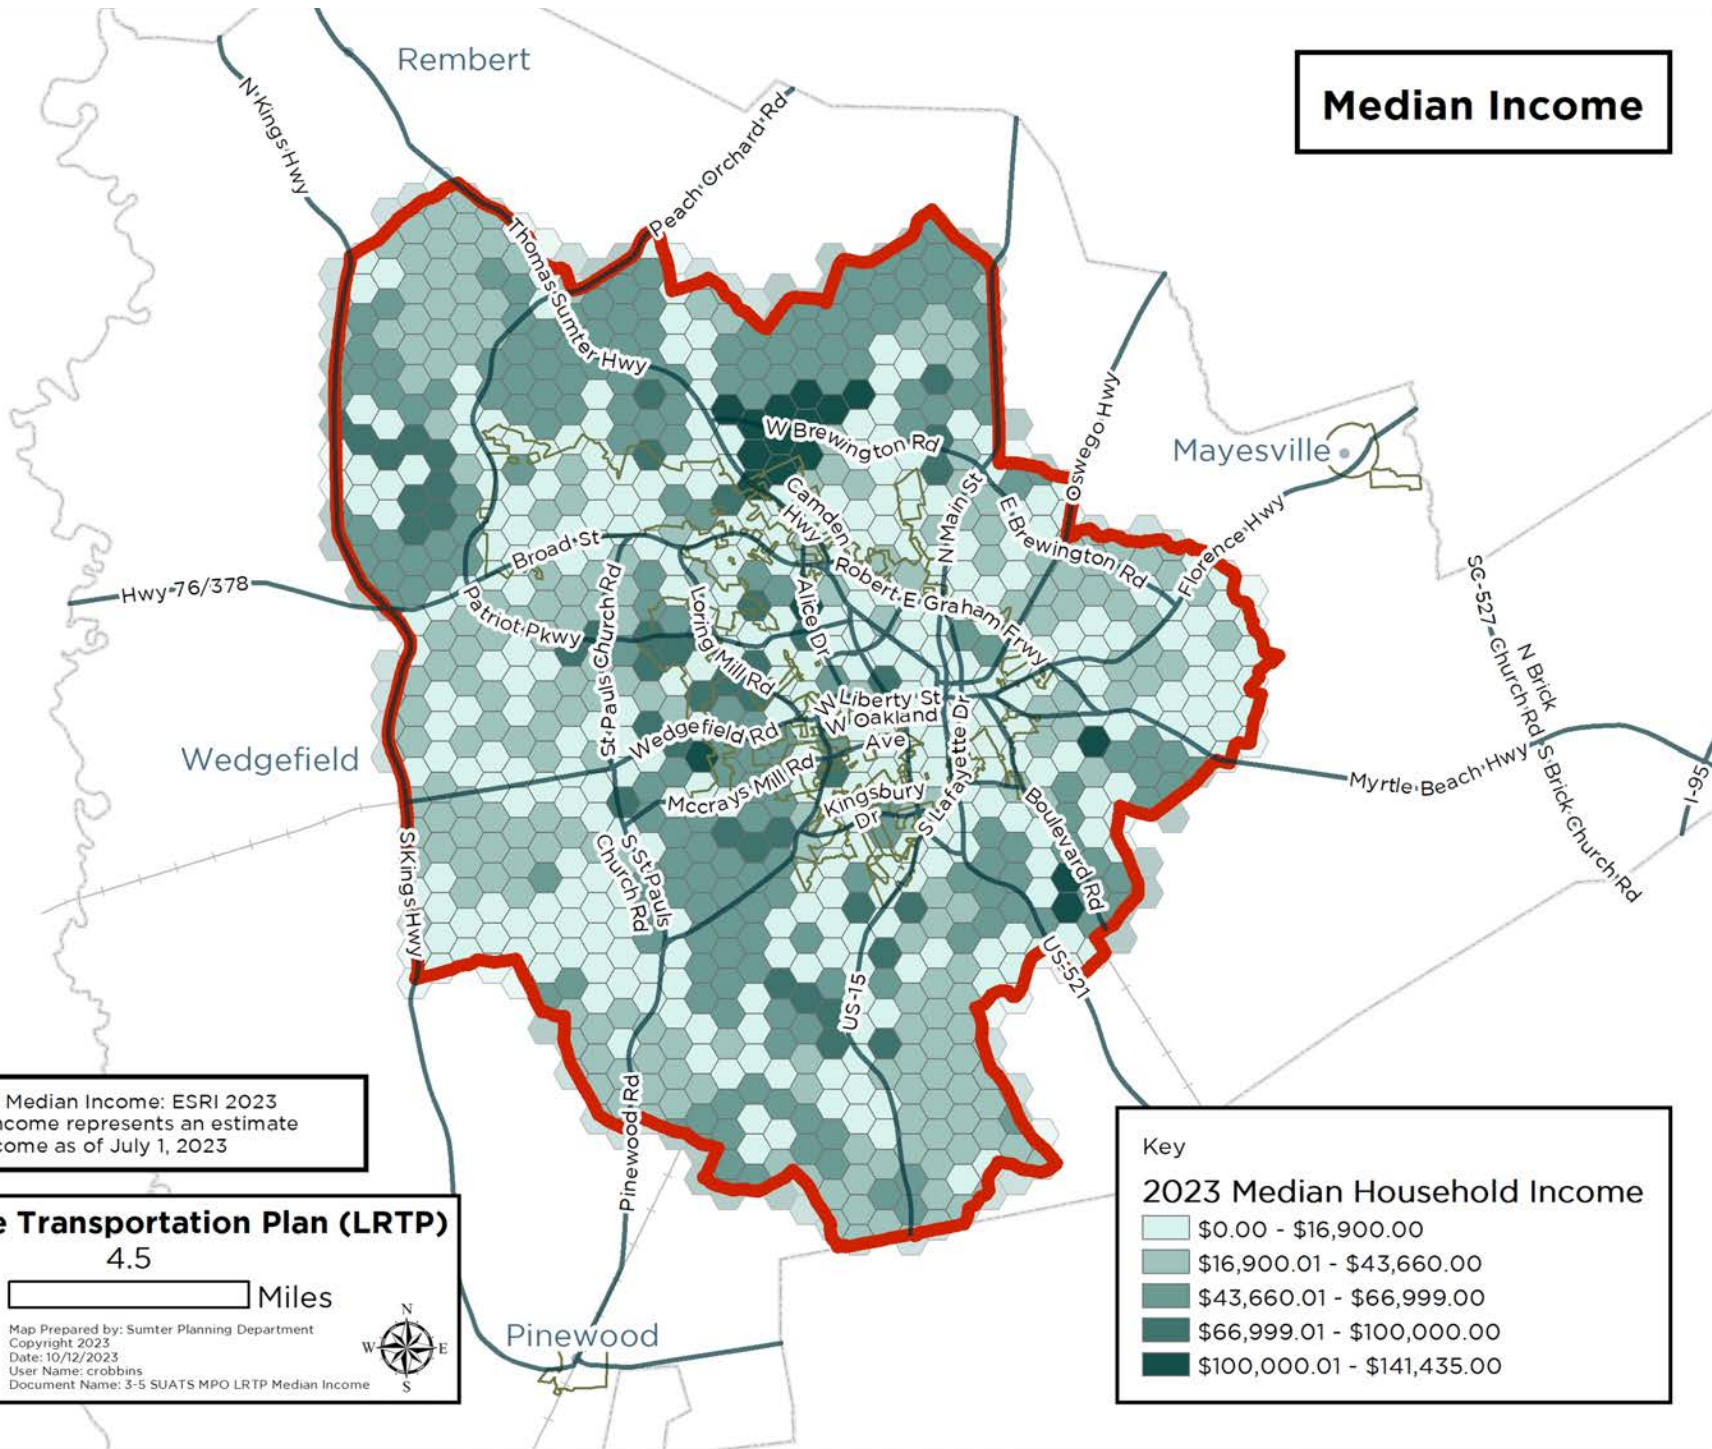 Rembert
Median Income
N Kings Hwy
Peach Orchard Rd
Thomas Sumter Hwy
Oswego Hwy
Mayesville
W Brewington Rd
Camden
Hwy
N Main St
E Brewington Rd
Florence Hwy
Broad St
Hwy 76/378
Patriot Pkwy
St Pauls Church Rd
Loring Mill Rd
Alice Dr
Robert E Graham Frwy
SC-527
Church Rd
N Brick
W Liberty St
W Oakland
Ave
Wedgefield Rd
Wedgefield
Mccrays Mill Rd
Kingsbury
Dr
S Lafayette Dr
Boulevard Rd
Myrtle Beach Hwy
S Brick Church Rd
I-95
S Kings Hwy
S St Pauls
Church Rd
US-521
US-15
Pinewood Rd
Median Income: ESRI 2023
ncome represents an estimate
come as of July 1, 2023
e Transportation Plan (LRTP)
4.5
Miles
Map Prepared by: Sumter Planning Department
Copyright 2023
Date: 10/12/2023
User Name: crobbins
Document Name: 3-5 SUATS MPO LRTP Median Income
N
W E
S
Pinewood
Key
2023 Median Household Income
$0.00 - $16,900.00
$16,900.01 - $43,660.00
$43,660.01 - $66,999.00
$66,999.01 - $100,000.00
$100,000.01 - $141,435.00